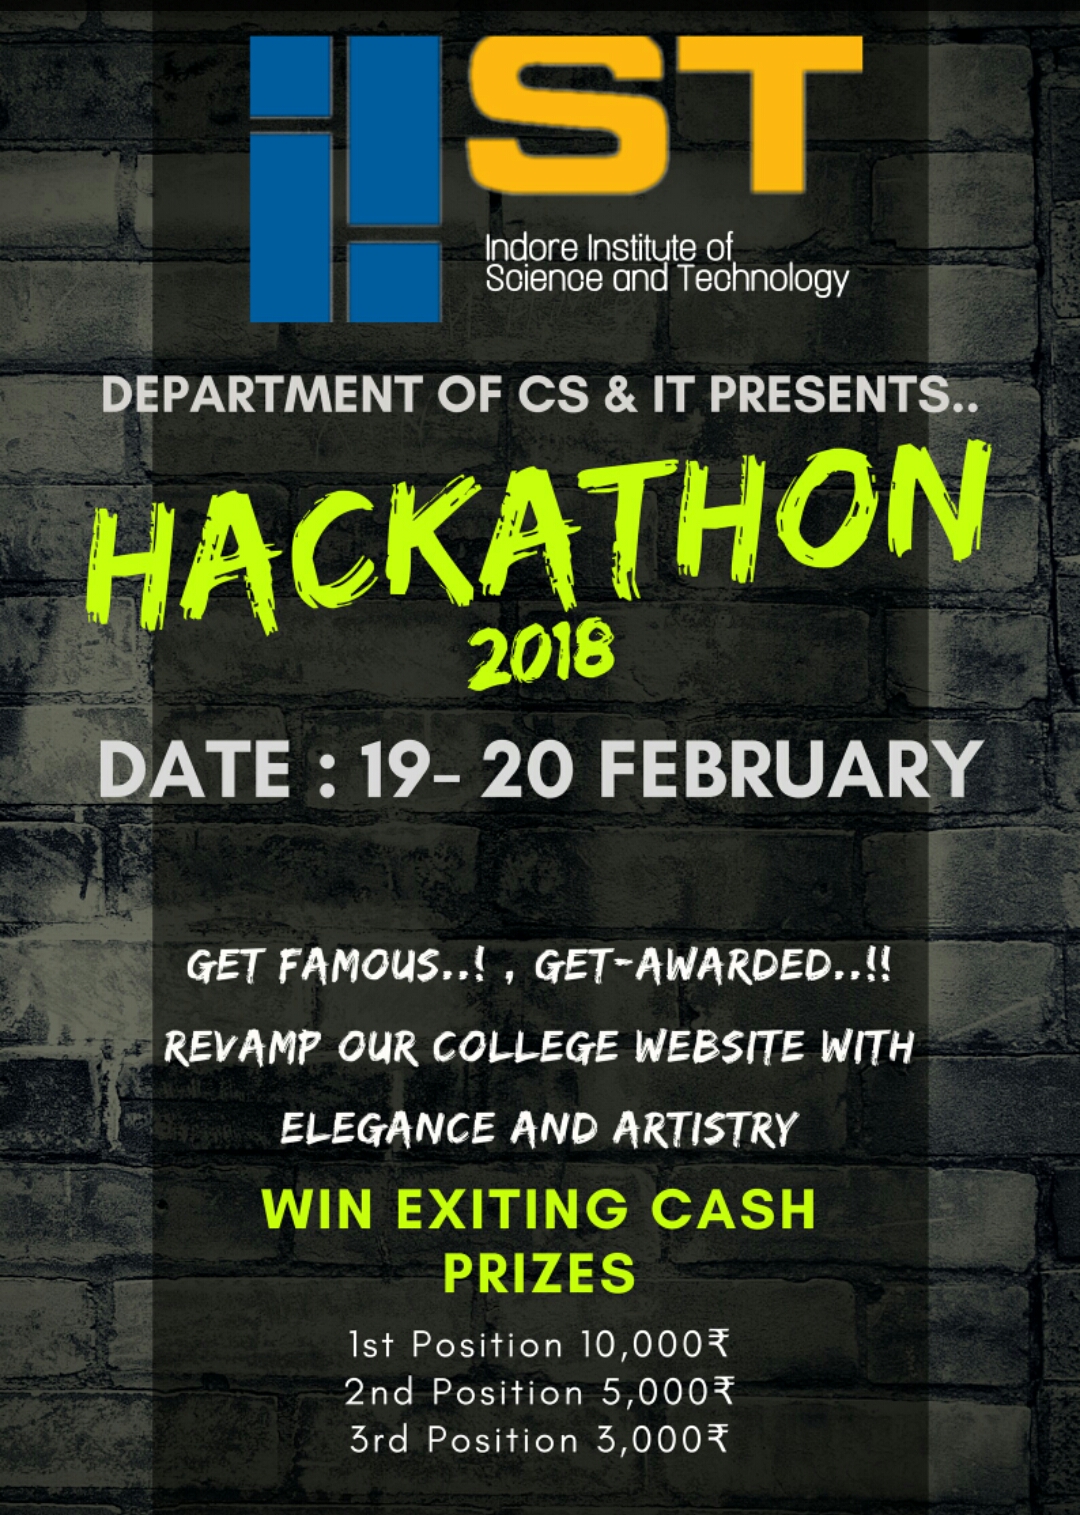 iIST
Indore Institute of
Science and Technology
DEPARTMENT OF CS & IT PRESENTS..
HACKATHON
2018
DATE : 19- 20 FEBRUARY
GET FAMOUS..! , GET-AWARDED..!!
REVAMP OUR COLLEGE WEBSITE WITH
ELEGANCE AND ARTISTRY
WIN EXITING CASH
PRIZES
1st Position 10,000₹
2nd Position 5,000₹
3rd Position 3,000₹